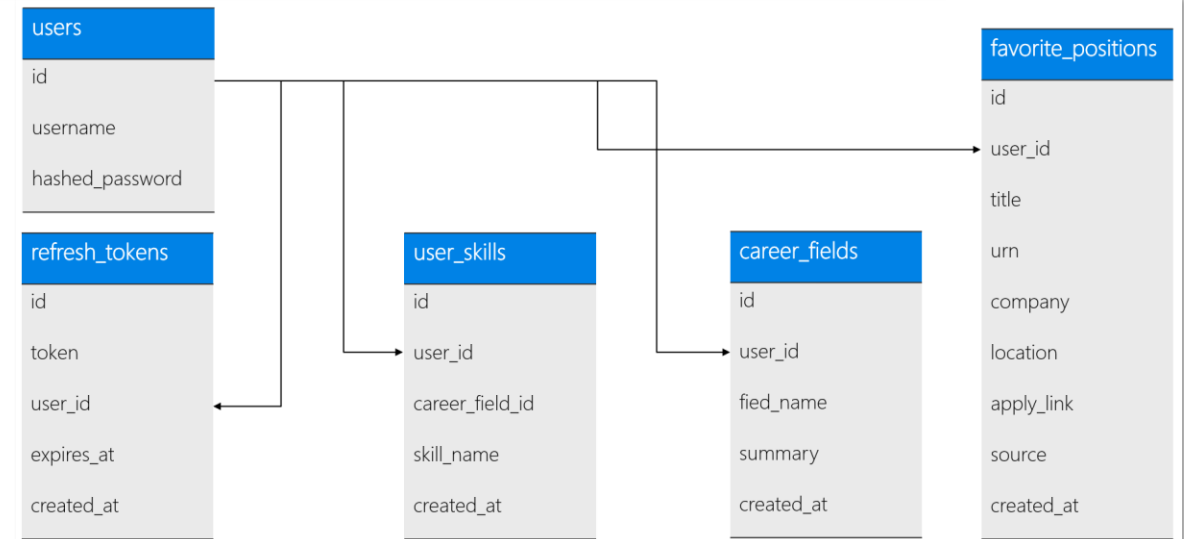 users
id
username
hashed_password
refresh_tokens
id
token
user_id
expires_at
created_at
user_skills
id
user_id
career_field_id
skill_name
created_at
career_fields
id
user_id
fied_name
summary
created_at
favorite_positions
id
user_id
title
urn
company
location
apply_link
source
created_at